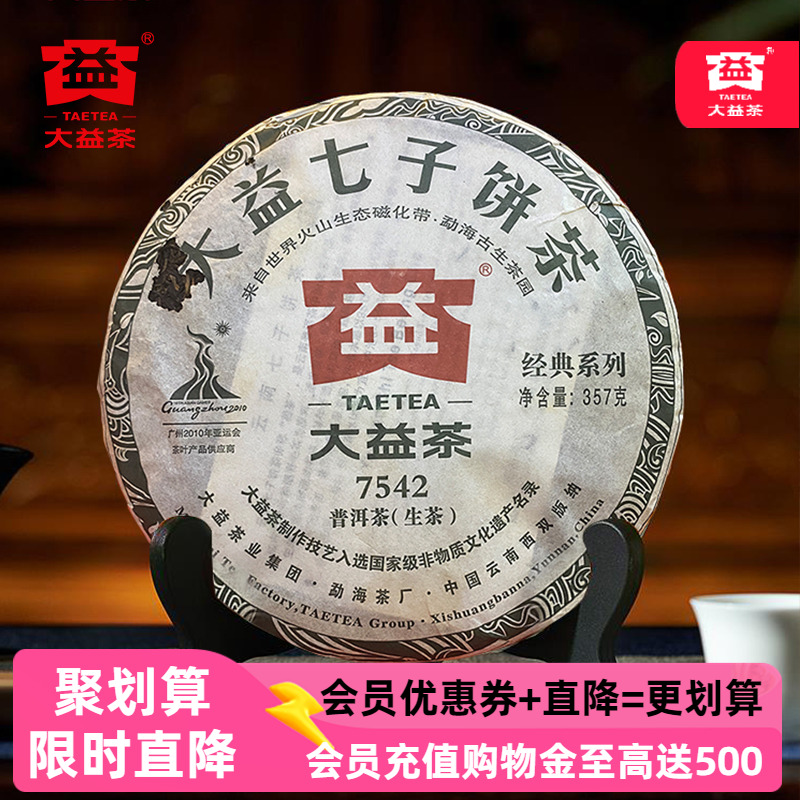 益
TAETEA
大益茶
益
TAETEA
大益茶
大益七子饼茶
来自世界火山生态磁化带·勐海古生茶园
益
TAETEA
大益茶
经典系列
净含量：357克
Guangzhou2010
广州2010年亚运会
茶叶产品供应商
7542
普洱茶（生茶）
大益茶制作技艺入选国家级非物质文化遗产名录
大益茶业集团·勐海茶厂·中国云南西双版纳
Factory,TAETEA Group·Xishuangbanna,Yunnan,China
聚划算
限时直降
会员优惠券+直降=更划算
会员充值购物金至高送500